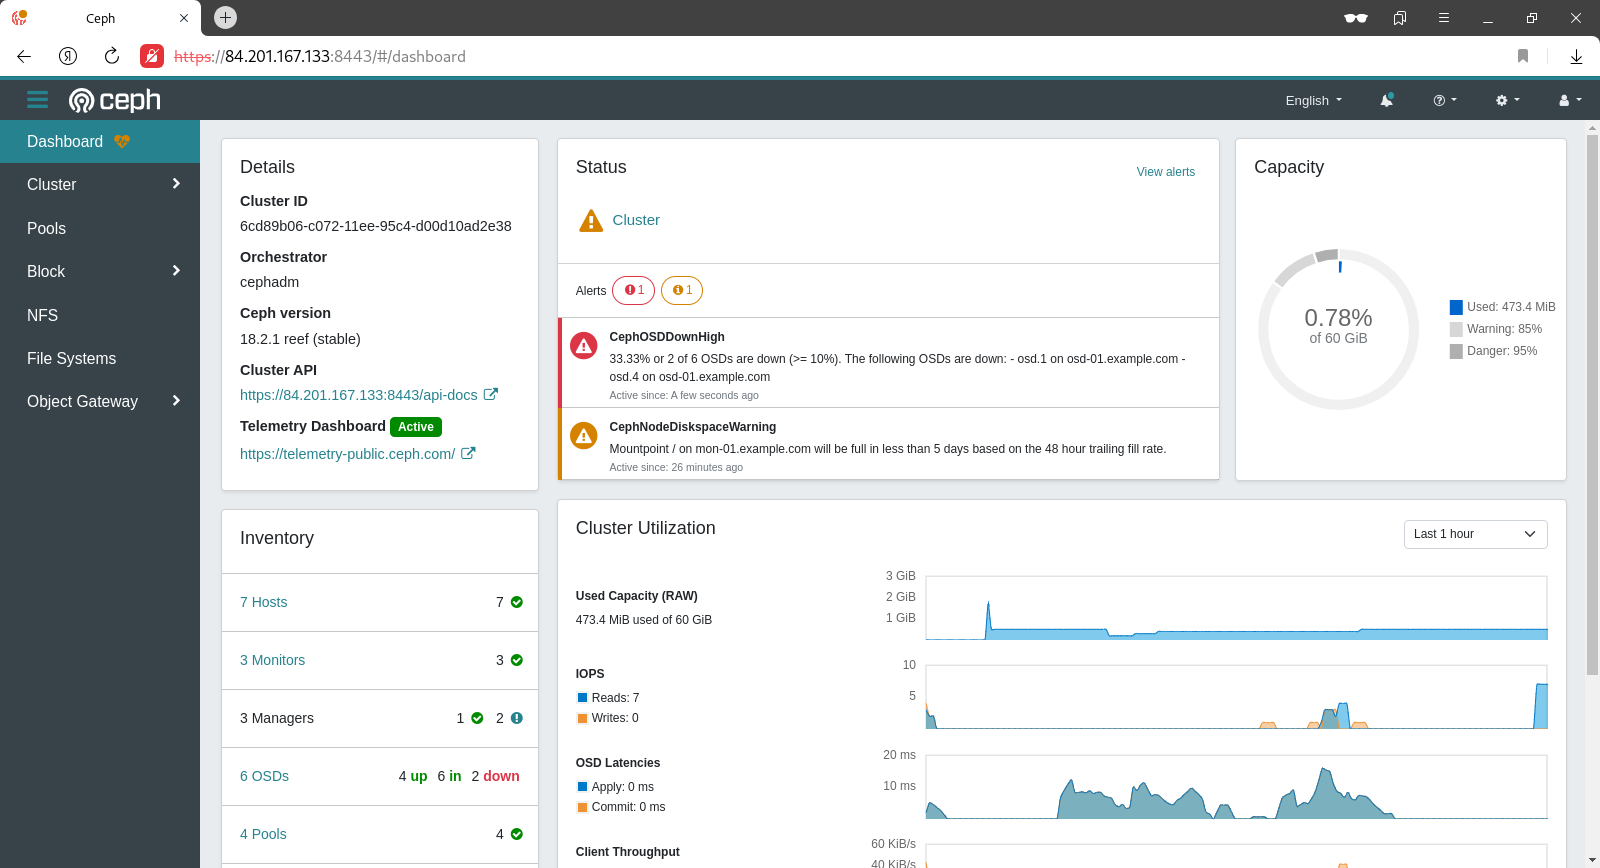 Ceph
https://84.201.167.133:8443/#/dashboard
ceph
English
Dashboard
Cluster
Pools
Block
NFS
File Systems
Object Gateway
Details
Cluster ID
6cd89b06-c072-11ee-95c4-d00d10ad2e38
Orchestrator
cephadm
Ceph version
18.2.1 reef (stable)
Cluster API
https://84.201.167.133:8443/api-docs
Telemetry Dashboard Active
https://telemetry-public.ceph.com/
Status
View alerts
Cluster
Alerts 1 1
CephOSDDownHigh
33.33% or 2 of 6 OSDs are down (>= 10%). The following OSDs are down: - osd.1 on osd-01.example.com -
osd.4 on osd-01.example.com
Active since: A few seconds ago
CephNodeDiskspaceWarning
Mountpoint / on mon-01.example.com will be full in less than 5 days based on the 48 hour trailing fill rate.
Active since: 26 minutes ago
Capacity
0.78%
of 60 GiB
Used: 473.4 MiB
Warning: 85%
Danger: 95%
Inventory
7 Hosts 7
3 Monitors 3
3 Managers 1 2
6 OSDs 4 up 6 in 2 down
4 Pools 4
Cluster Utilization
Last 1 hour
Used Capacity (RAW)
473.4 MiB used of 60 GiB
3 GiB
2 GiB
1 GiB
IOPS
Reads: 7
Writes: 0
10
5
OSD Latencies
Apply: 0 ms
Commit: 0 ms
20 ms
10 ms
Client Throughput
60 KiB/s
40 KiB/s